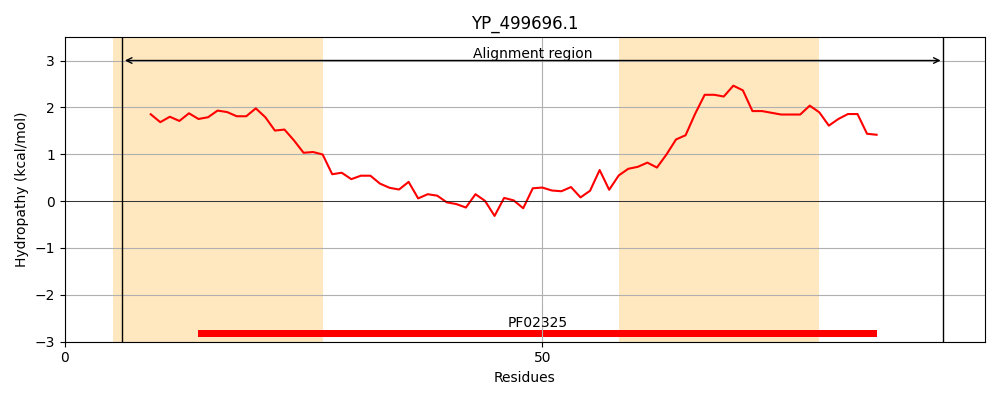 YP_499696.1
Hydropathy (kcal/mol)
3
2
1
0
−1
−2
−3
Alignment region
PF02325
0
50
Residues